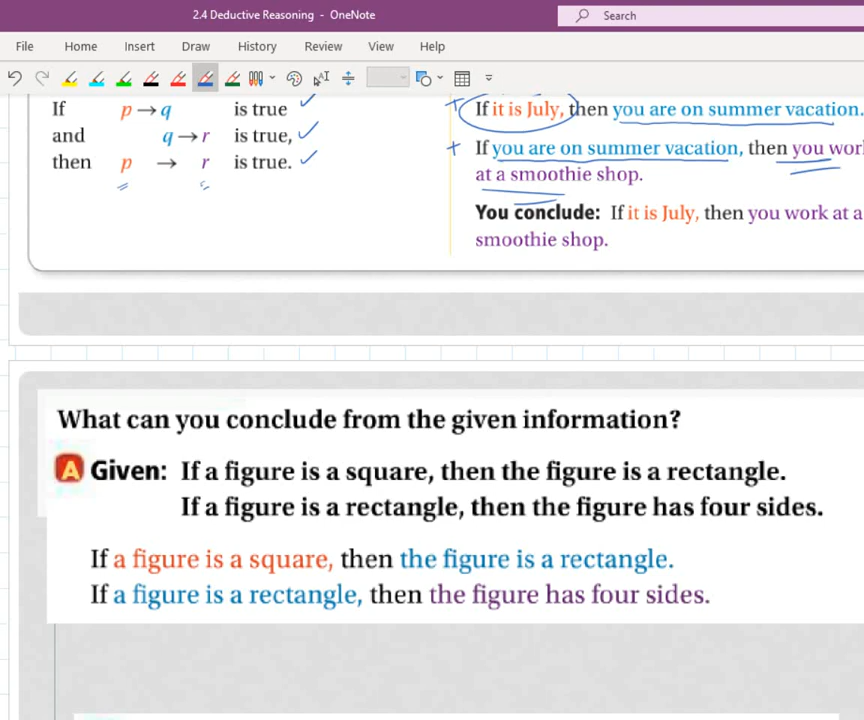 2.4 Deductive Reasoning - OneNote
Search
File Home Insert Draw History Review View Help
If p → q is true ✓
and q → r is true, ✓
then p → r is true. ✓
+ If it is July, then you are on summer vacation.
+ If you are on summer vacation, then you
at a smoothie shop.
You conclude: If it is July, then you work at a
smoothie shop.
What can you conclude from the given information?
A Given: If a figure is a square, then the figure is a rectangle.
If a figure is a rectangle, then the figure has four sides.
If a figure is a square, then the figure is a rectangle.
If a figure is a rectangle, then the figure has four sides.